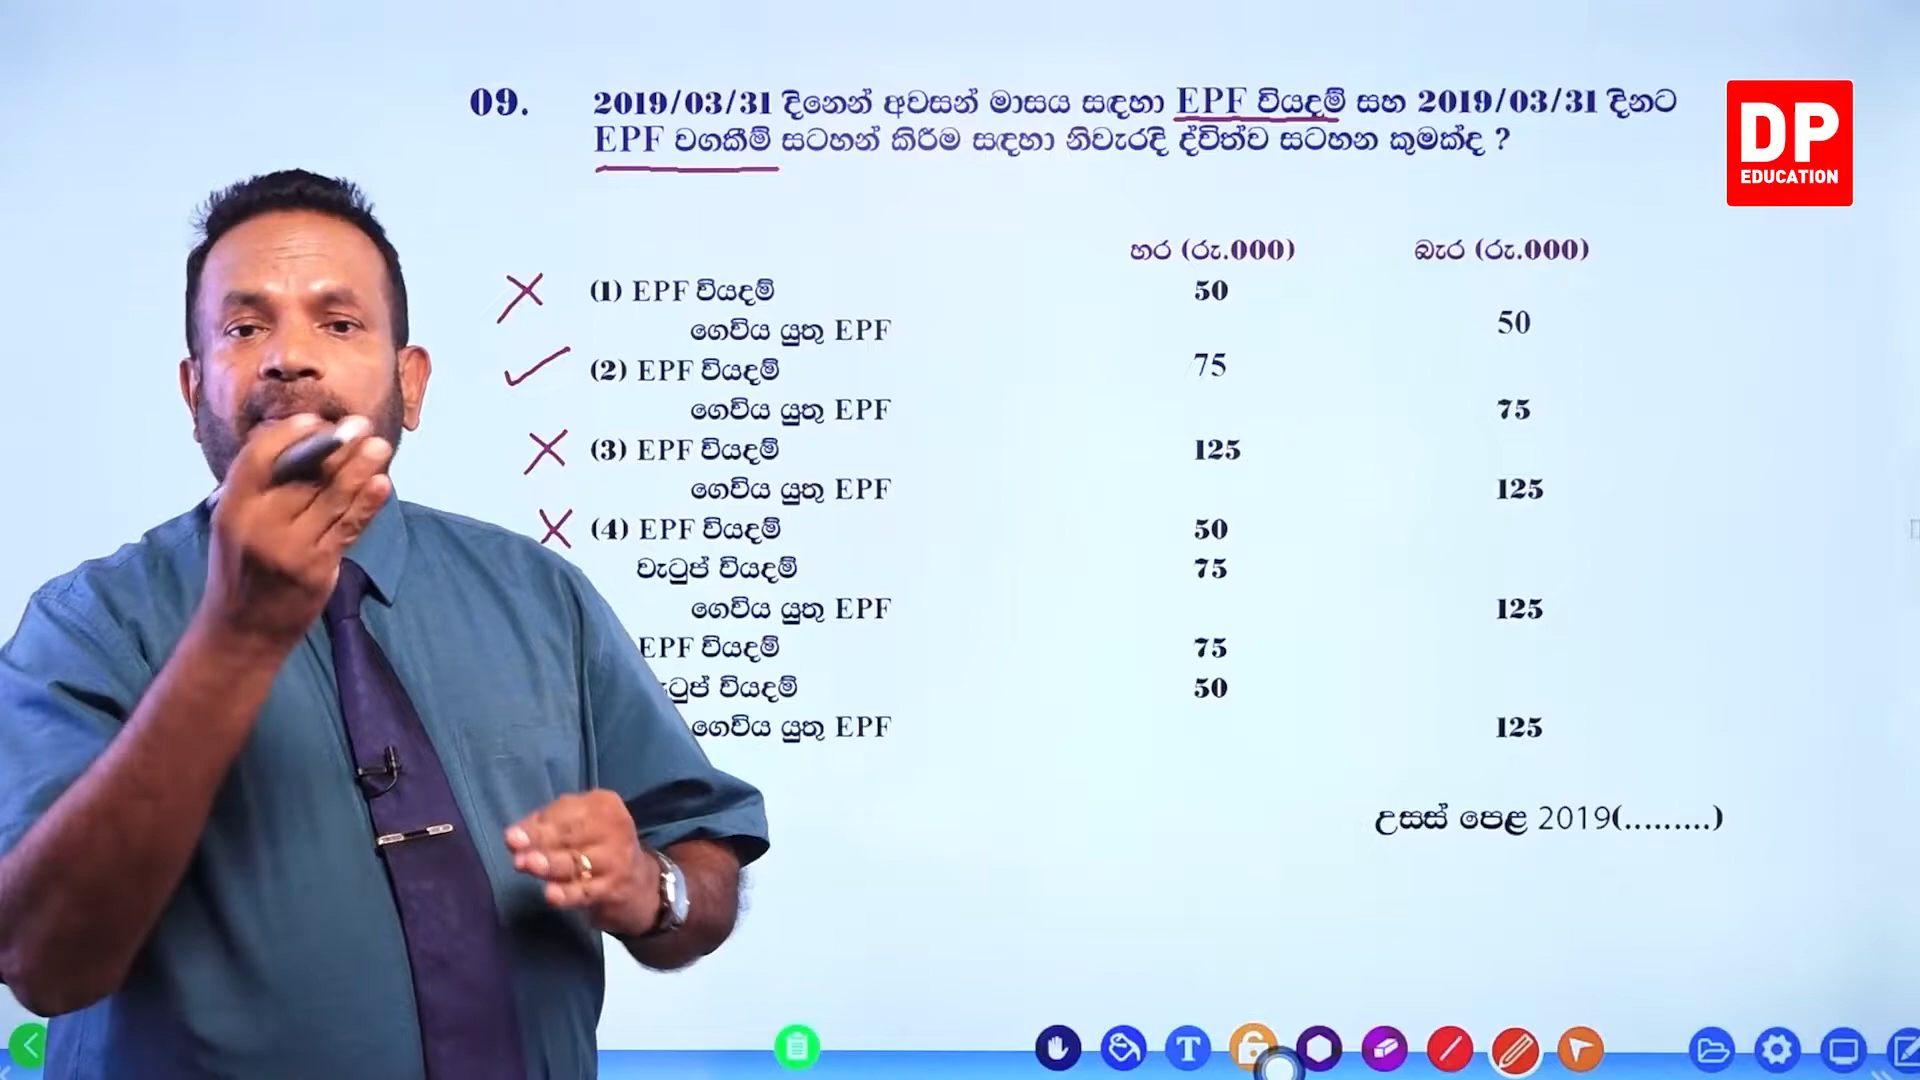 09. 2019/03/31 දිනෙන් අවසන් මාසය සඳහා EPF වියදම් සහ 2019/03/31 දිනට
EPF වගකීම් සටහන් කිරීම සඳහා නිවැරදි ද්විත්ව සටහන කුමක්ද ?
DP
EDUCATION
හර (රු.000) බැර (රු.000)
(1) EPF වියදම් 50
ගෙවිය යුතු EPF 50
(2) EPF වියදම් 75
ගෙවිය යුතු EPF 75
(3) EPF වියදම් 125
ගෙවිය යුතු EPF 125
(4) EPF වියදම් 50
වැටුප් වියදම් 75
ගෙවිය යුතු EPF 125
EPF වියදම් 75
වියදම් 50
ගෙවිය යුතු EPF 125
උසස් පෙළ 2019(.........)
T